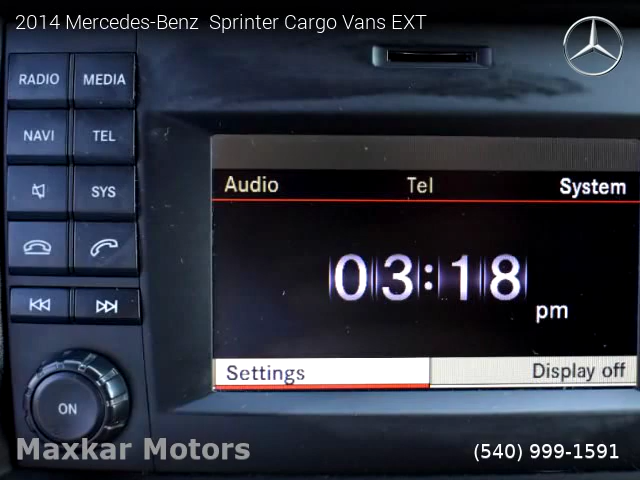 2014 Mercedes-Benz Sprinter Cargo Vans EXT
RADIO MEDIA
NAVI TEL
SYS
ON
Audio Tel System
03:18 pm
Settings Display off
Maxkar Motors (540) 999-1591